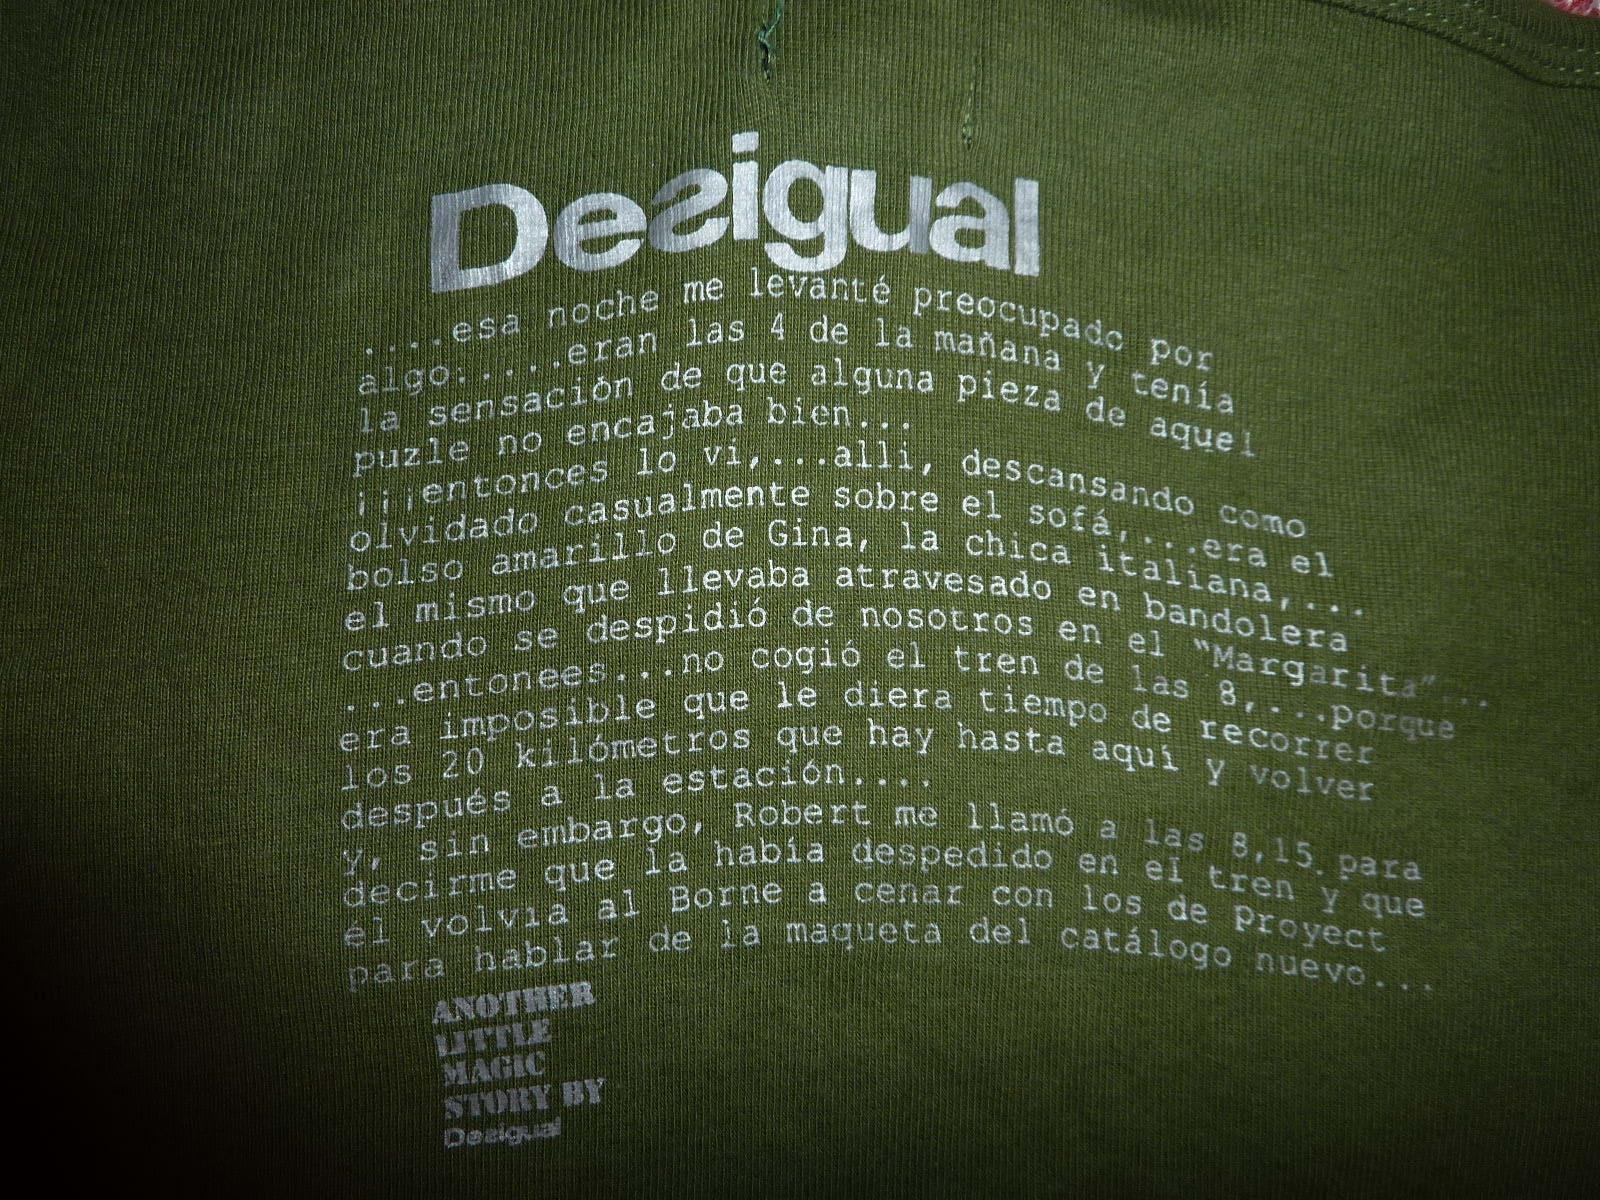 Desigual
....esa noche me levanté preocupado por
algo.....eran las 4 de la mañana y tenía
la sensación de que alguna pieza de aquel
puzle no encajaba bien...
¡¡¡entonces lo vi,...alli, descansando como
olvidado casualmente sobre el sofá,...era el
bolso amarillo de Gina, la chica italiana,...
el mismo que llevaba atravesado en bandolera
cuando se despidió de nosotros en el “Margarita”...
...entonees...no cogió el tren de las 8,...porque
era imposible que le diera tiempo de recorrer
los 20 kilómetros que hay hasta aquí y volver
después a la estación....
y, sin embargo, Robert me llamó a las 8,15 para
decirme que la había despedido en el tren y que
él volvía al Borne a cenar con los de Proyect
para hablar de la maqueta del catálogo nuevo...
ANOTHER
LITTLE
MAGIC
STORY BY
Desigual